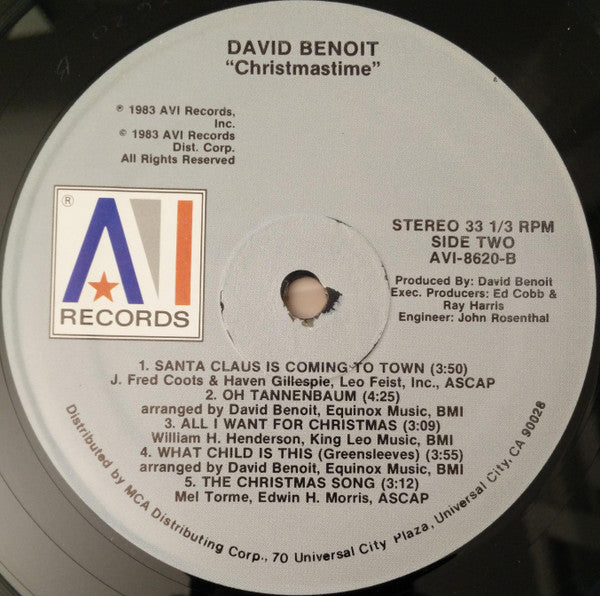 DAVID BENOIT
"Christmastime"
℗ 1983 AVI Records,
Inc.
© 1983 AVI Records
Dist. Corp.
All Rights Reserved
®
AVI
RECORDS
STEREO 33 1/3 RPM
SIDE TWO
AVI-8620-B
Produced By: David Benoit
Exec. Producers: Ed Cobb &
Ray Harris
Engineer: John Rosenthal
1. SANTA CLAUS IS COMING TO TOWN (3:50)
J. Fred Coots & Haven Gillespie, Leo Feist, Inc., ASCAP
2. OH TANNENBAUM (4:25)
arranged by David Benoit, Equinox Music, BMI
3. ALL I WANT FOR CHRISTMAS (3:09)
William H. Henderson, King Leo Music, BMI
4. WHAT CHILD IS THIS (Greensleeves) (3:55)
arranged by David Benoit, Equinox Music, BMI
5. THE CHRISTMAS SONG (3:12)
Mel Torme, Edwin H. Morris, ASCAP
Distributed by MCA Distributing Corp., 70 Universal City Plaza, Universal City, CA 90028